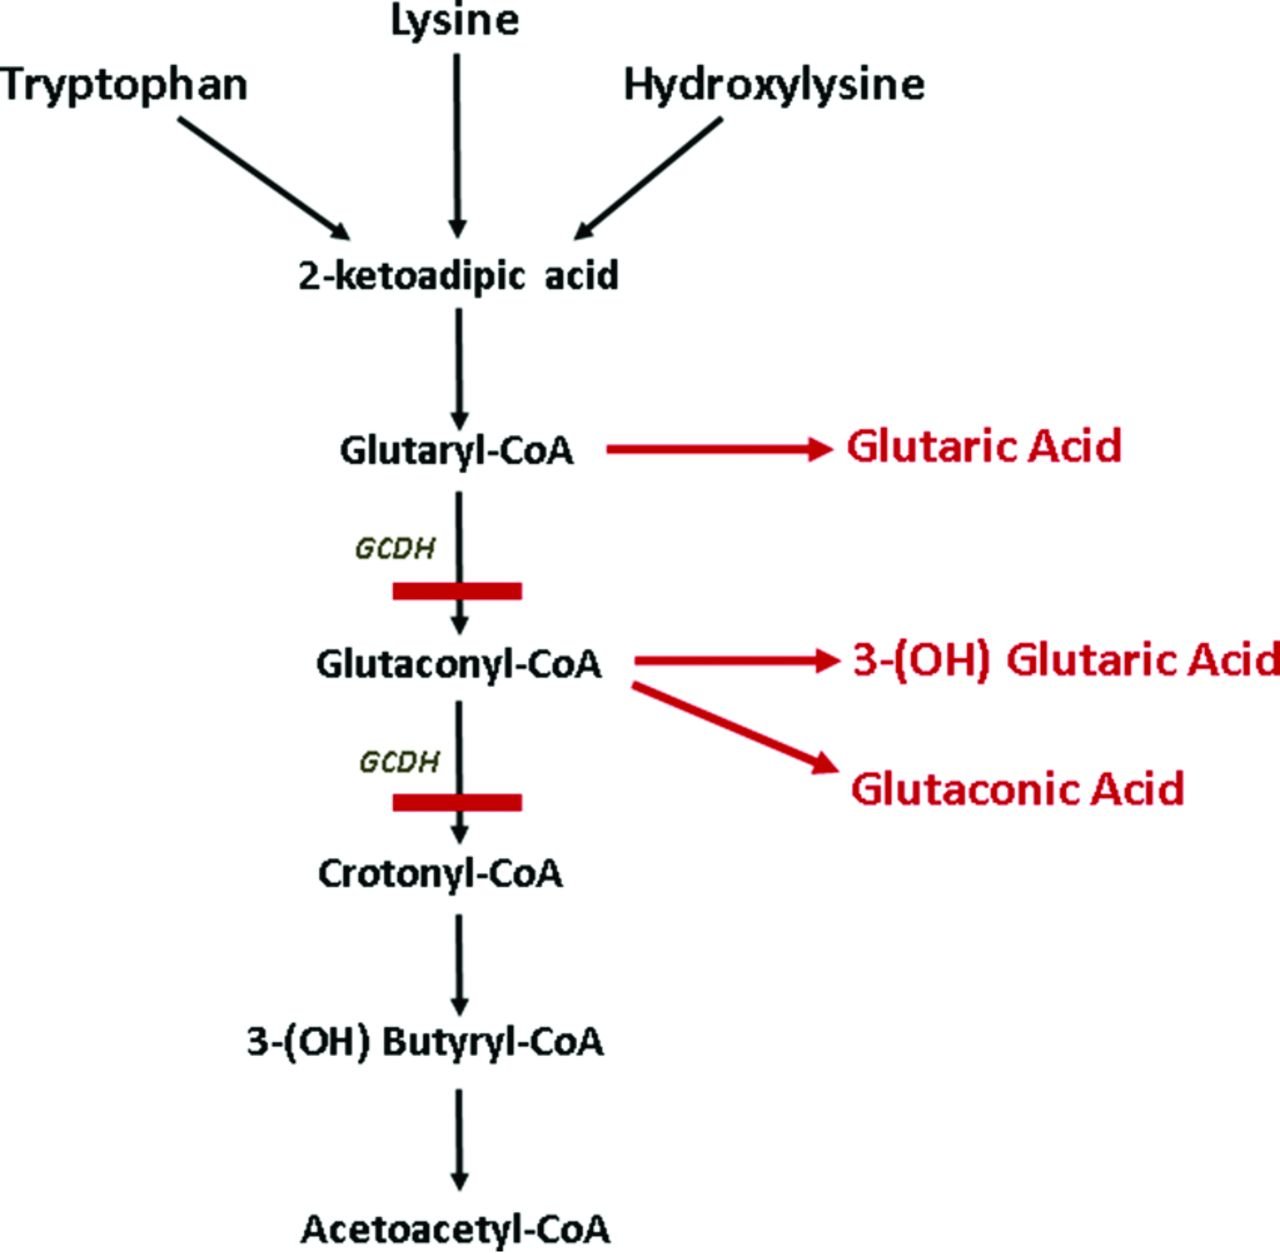 Lysine
Tryptophan
Hydroxylysine
2-ketoadipic acid
Glutaryl-CoA
Glutaric Acid
GCDH
Glutaconyl-CoA
3-(OH) Glutaric Acid
GCDH
Glutaconic Acid
Crotonyl-CoA
3-(OH) Butyryl-CoA
Acetoacetyl-CoA